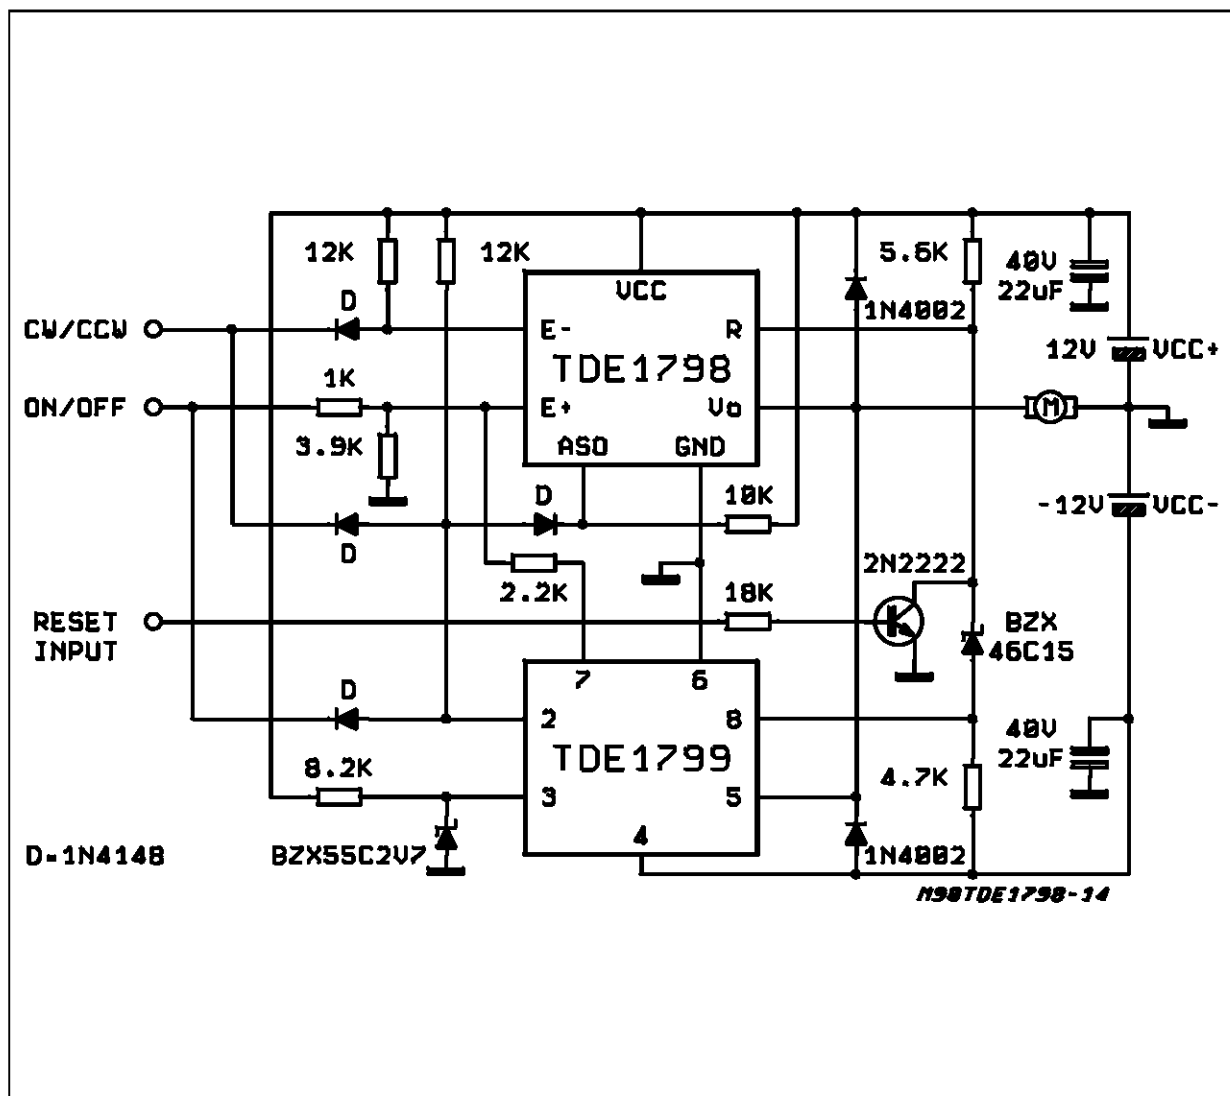 12K
12K
VCC
5.6K
40V
22uF
D
1N4002
CW/CCW
E-
R
12V
VCC+
TDE1798
1K
ON/OFF
E+
Vo
M
3.9K
ASO
GND
D
10K
-12V
VCC-
D
2.2K
2N2222
18K
RESET
INPUT
BZX
46C15
7
6
D
2
8
40V
22uF
TDE1799
8.2K
4.7K
3
5
4
D=1N4148
BZX55C2V7
1N4002
M98TDE1798-14